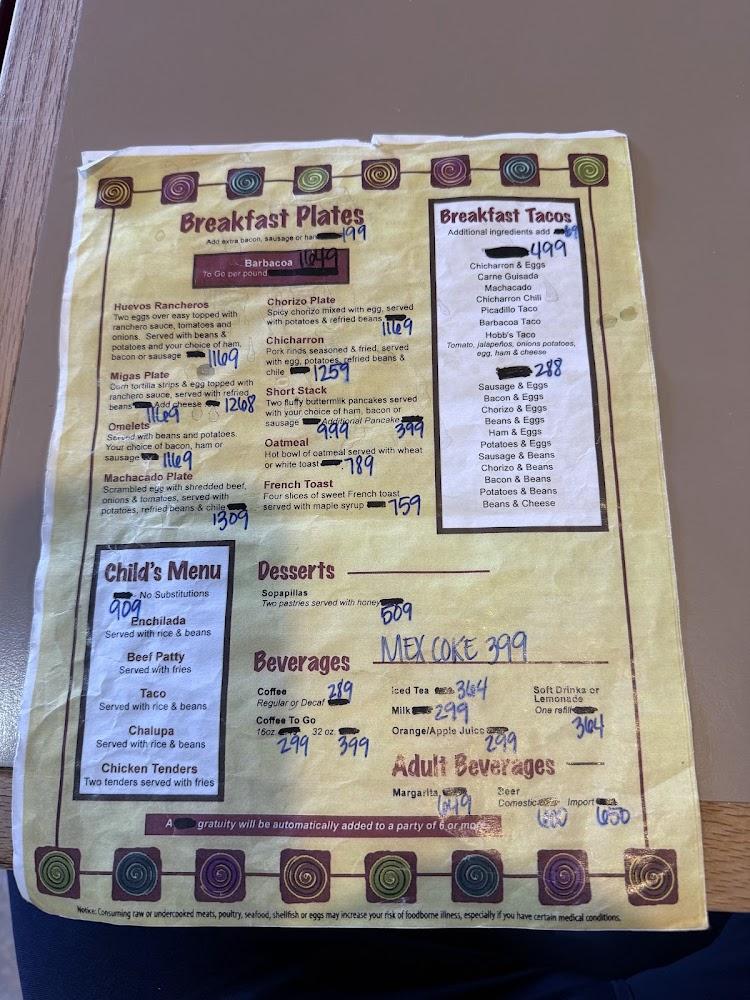 Breakfast Plates
Add extra bacon, sausage or ham 199
Barbacoa 1649
To Go per pound
Huevos Rancheros
Two eggs over easy topped with
ranchero sauce, tomatoes and
onions. Served with beans &
potatoes and your choice of ham,
bacon or sausage 1169
Migas Plate
Corn tortilla strips & egg topped with
ranchero sauce, served with refried
beans 1169 Add cheese 1268
Omelets
Served with beans and potatoes.
Your choice of bacon, ham or
sausage 1169
Machacado Plate
Scrambled egg with shredded beef,
onions & tomatoes, served with
potatoes, refried beans & chile
1309
Chorizo Plate
Spicy chorizo mixed with egg, served
with potatoes & refried beans
1169
Chicharron
Pork rinds seasoned & fried, served
with egg, potatoes, refried beans &
chile 1259
Short Stack
Two fluffy buttermilk pancakes served
with your choice of ham, bacon or
sausage 999 Additional Pancake 399
Oatmeal
Hot bowl of oatmeal served with wheat
or white toast 789
French Toast
Four slices of sweet French toast
served with maple syrup 759
Breakfast Tacos
Additional ingredients add 69
499
Chicharron & Eggs
Carne Guisada
Machacado
Chicharron Chili
Picadillo Taco
Barbacoa Taco
Hobb's Taco
Tomato, jalapeños, onions potatoes,
egg, ham & cheese
288
Sausage & Eggs
Bacon & Eggs
Chorizo & Eggs
Beans & Eggs
Ham & Eggs
Potatoes & Eggs
Sausage & Beans
Chorizo & Beans
Bacon & Beans
Potatoes & Beans
Beans & Cheese
Child's Menu
- No Substitutions
909
Enchilada
Served with rice & beans
Beef Patty
Served with fries
Taco
Served with rice & beans
Chalupa
Served with rice & beans
Chicken Tenders
Two tenders served with fries
Desserts
Sopapillas
Two pastries served with honey 509
MEX COKE 399
Beverages
Coffee 289
Regular or Decaf
Coffee To Go
16oz. 299 32 oz. 399
Iced Tea 364
Milk 299
Orange/Apple Juice 299
Soft Drinks or
Lemonade
One refill
364
Adult Beverages
Margarita 649
Beer
Domestic 600 Import 650
A gratuity will be automatically added to a party of 6 or more
Notice: Consuming raw or undercooked meats, poultry, seafood, shellfish or eggs may increase your risk of foodborne illness, especially if you have certain medical conditions.